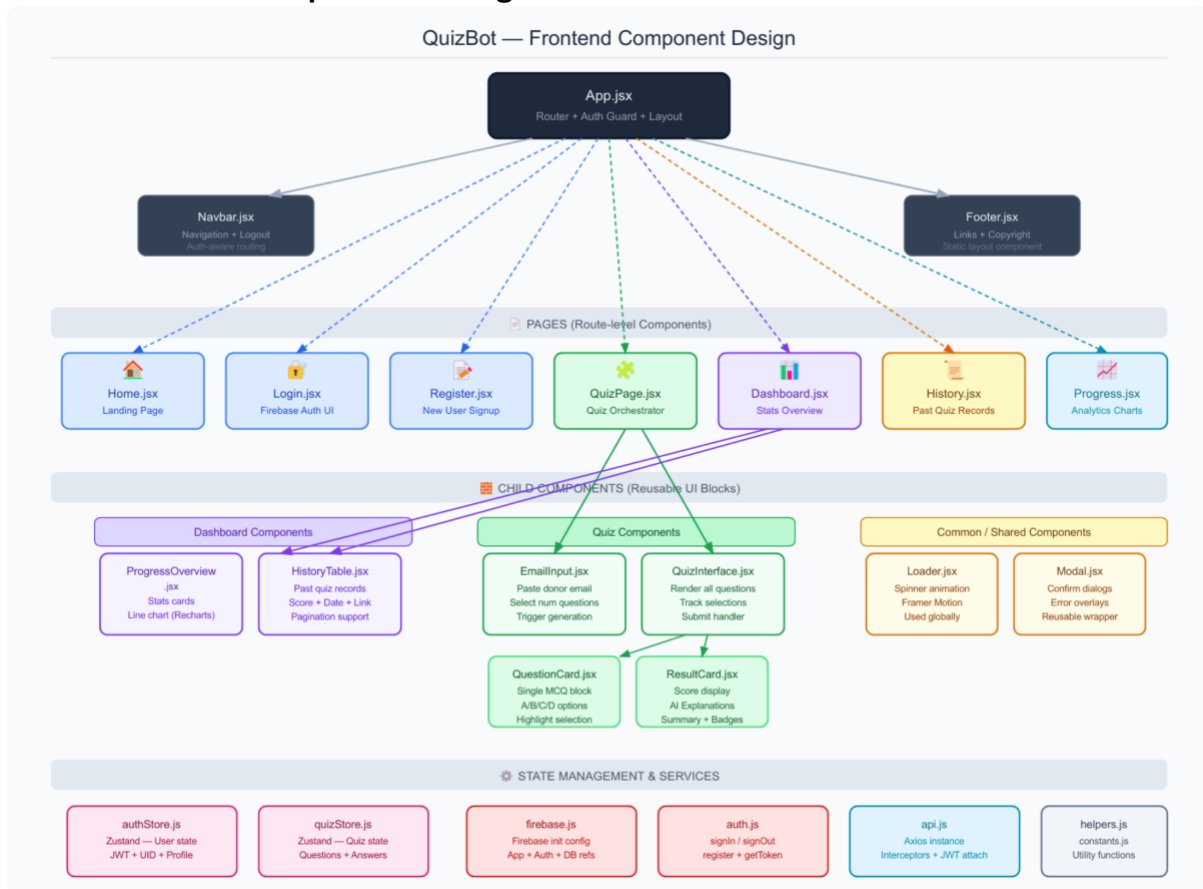 QuizBot — Frontend Component Design
App.jsx
Router + Auth Guard + Layout
Navbar.jsx
Navigation + Logout
Auth-aware routing
Footer.jsx
Links + Copyright
Static layout component
PAGES (Route-level Components)
Home.jsx
Landing Page
Login.jsx
Firebase Auth UI
Register.jsx
New User Signup
QuizPage.jsx
Quiz Orchestrator
Dashboard.jsx
Stats Overview
History.jsx
Past Quiz Records
Progress.jsx
Analytics Charts
CHILD COMPONENTS (Reusable UI Blocks)
Dashboard Components
ProgressOverview
.jsx
Stats cards
Line chart (Recharts)
HistoryTable.jsx
Past quiz records
Score + Date + Link
Pagination support
Quiz Components
EmailInput.jsx
Paste donor email
Select num questions
Trigger generation
QuizInterface.jsx
Render all questions
Track selections
Submit handler
QuestionCard.jsx
Single MCQ block
A/B/C/D options
Highlight selection
ResultCard.jsx
Score display
AI Explanations
Summary + Badges
Common / Shared Components
Loader.jsx
Spinner animation
Framer Motion
Used globally
Modal.jsx
Confirm dialogs
Error overlays
Reusable wrapper
STATE MANAGEMENT & SERVICES
authStore.js
Zustand — User state
JWT + UID + Profile
quizStore.js
Zustand — Quiz state
Questions + Answers
firebase.js
Firebase init config
App + Auth + DB refs
auth.js
signIn / signOut
register + getToken
api.js
Axios instance
Interceptors + JWT attach
helpers.js
constants.js
Utility functions